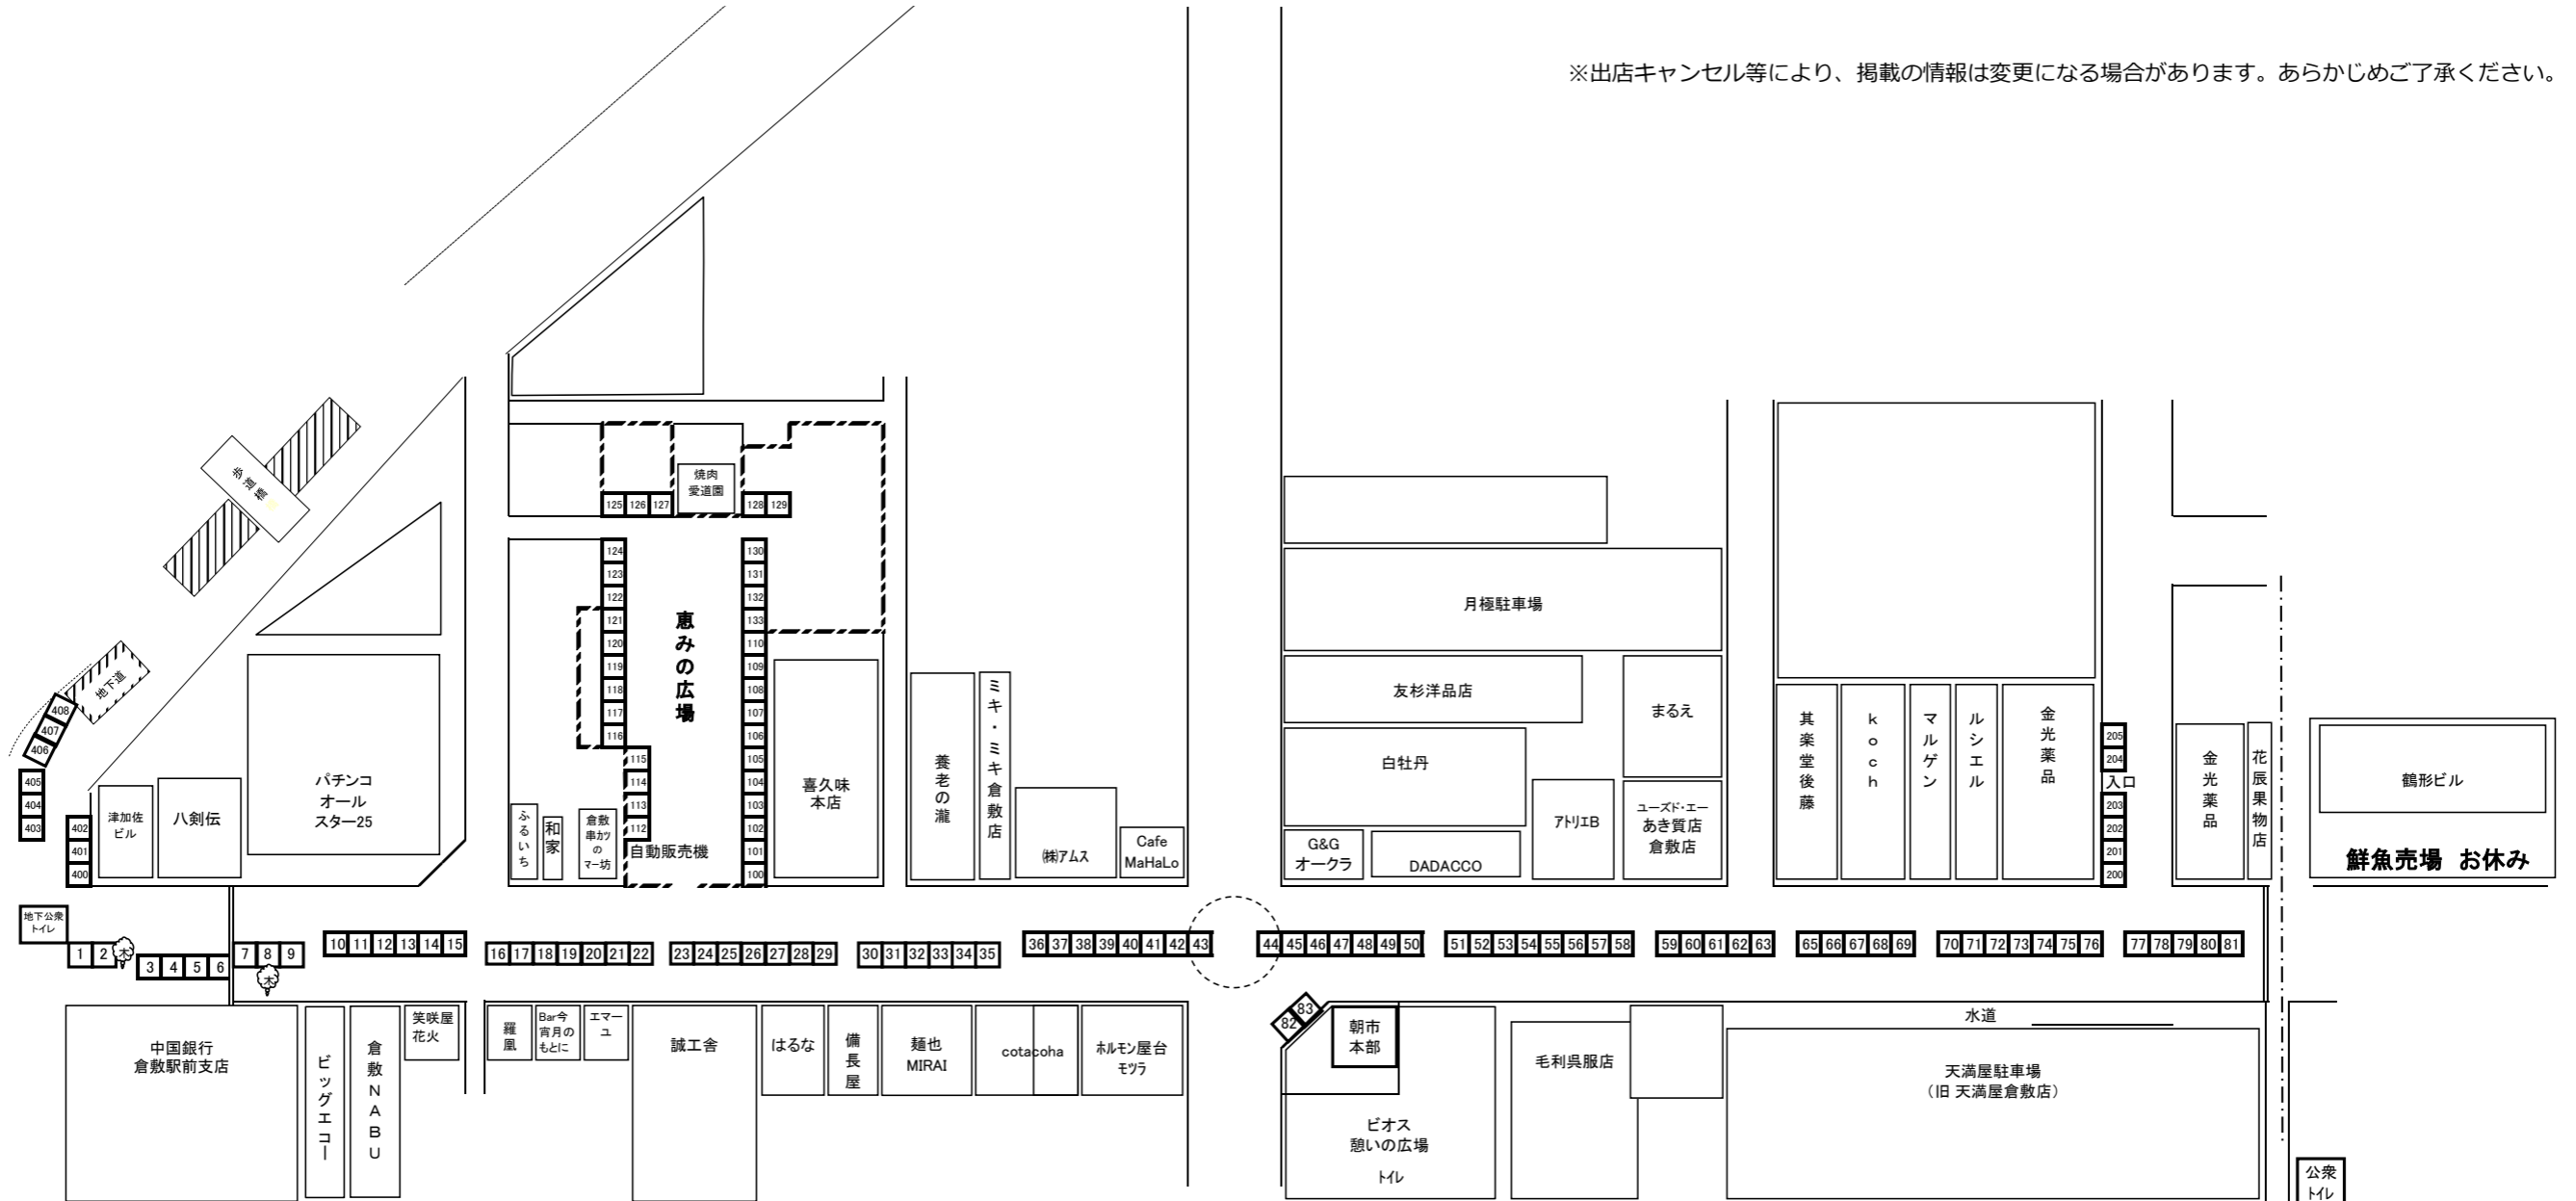 ※出店キャンセル等により、掲載の情報は変更になる場合があります。あらかじめご了承ください。
歩道橋
地下道
焼肉
愛道園
125 126 127
128 129
124
123
122
121
120
119
118
117
116
115
114
113
112
恵みの広場
130
131
132
133
110
109
108
107
106
105
104
103
102
101
100
自動販売機
408
407
406
405
404
403
402
401
400
津加佐
ビル
八剣伝
パチンコ
オール
スター25
ふるいち
和家
倉敷
串カツ
の
マー坊
喜久味
本店
養老の瀧
ミキ・ミキ倉敷店
㈱アムス
Cafe
MaHaLo
月極駐車場
友杉洋品店
まるえ
白牡丹
G&G
オークラ
DADACCO
アトリエB
ユーズド・エー
あき質店
倉敷店
其楽堂後藤
koch
マルゲン
ルシエル
金光薬品
205
204
入口
203
202
201
200
金光薬品
花辰果物店
鶴形ビル
鮮魚売場 お休み
地下公衆
トイレ
1 2 木 3 4 5 6 7 8 9
木
10 11 12 13 14 15
16 17 18 19 20 21 22
23 24 25 26 27 28 29
30 31 32 33 34 35
36 37 38 39 40 41 42 43
44 45 46 47 48 49 50
51 52 53 54 55 56 57 58
59 60 61 62 63
65 66 67 68 69
70 71 72 73 74 75 76
77 78 79 80 81
中国銀行
倉敷駅前支店
ビッグエコー
倉敷NABU
笑咲屋
花火
羅凰
Bar今
宵月の
もとに
エマー
ユ
誠工舎
はるな
備長屋
麺也
MIRAI
cotacoha
ホルモン屋台
モツラ
82 83
朝市
本部
ビオス
憩いの広場
トイレ
毛利呉服店
水道
天満屋駐車場
（旧 天満屋倉敷店）
公衆
トイレ